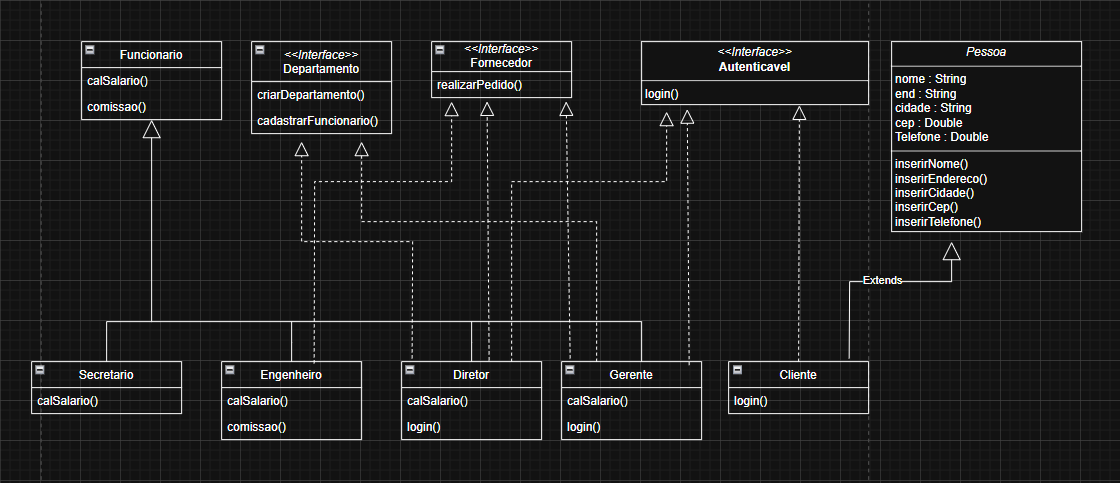 Funcionario
calSalario()
comissao()
<<Interface>>
Departamento
criarDepartamento()
cadastrarFuncionario()
<<Interface>>
Fornecedor
realizarPedido()
<<Interface>>
Autenticavel
login()
Pessoa
nome : String
end : String
cidade : String
cep : Double
Telefone : Double
inserirNome()
inserirEndereco()
inserirCidade()
inserirCep()
inserirTelefone()
Extends
Secretario
calSalario()
Engenheiro
calSalario()
comissao()
Diretor
calSalario()
login()
Gerente
calSalario()
login()
Cliente
login()